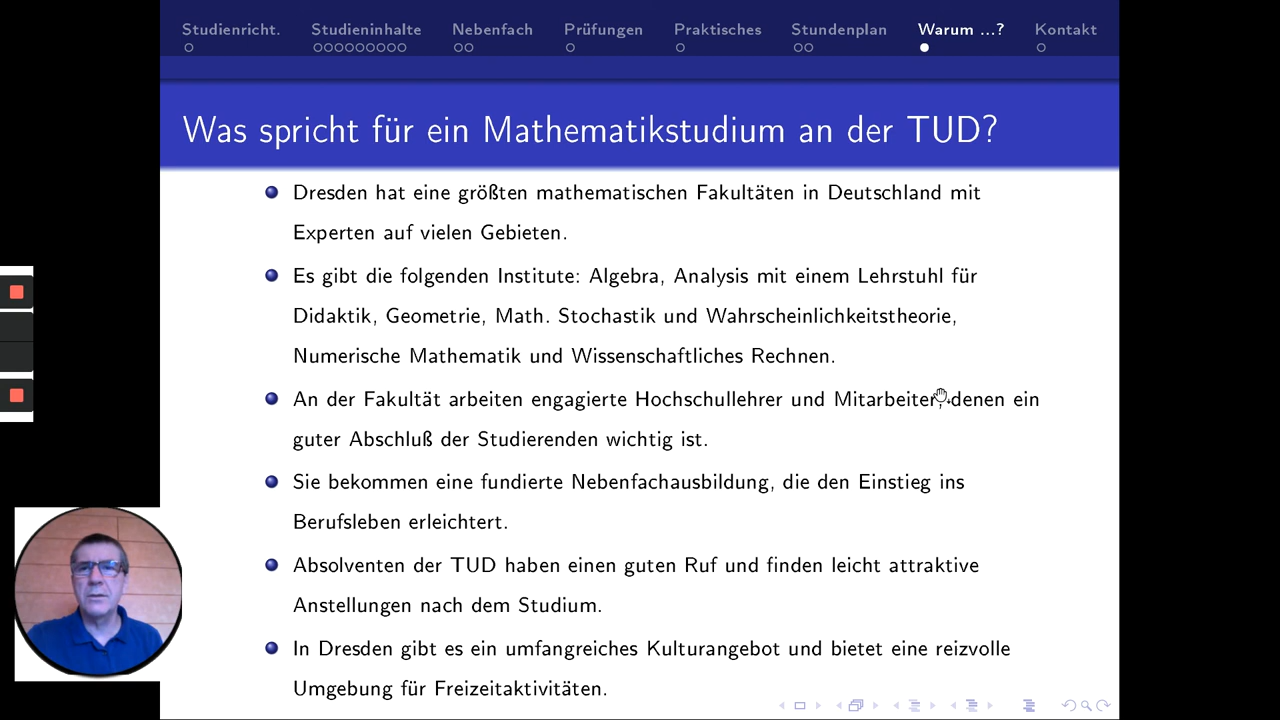 Studienricht. Studieninhalte Nebenfach Prüfungen Praktisches Stundenplan Warum ...? Kontakt
Was spricht für ein Mathematikstudium an der TUD?
Dresden hat eine größten mathematischen Fakultäten in Deutschland mit
Experten auf vielen Gebieten.
Es gibt die folgenden Institute: Algebra, Analysis mit einem Lehrstuhl für
Didaktik, Geometrie, Math. Stochastik und Wahrscheinlichkeitstheorie,
Numerische Mathematik und Wissenschaftliches Rechnen.
An der Fakultät arbeiten engagierte Hochschullehrer und Mitarbeiter, denen ein
guter Abschluß der Studierenden wichtig ist.
Sie bekommen eine fundierte Nebenfachausbildung, die den Einstieg ins
Berufsleben erleichtert.
Absolventen der TUD haben einen guten Ruf und finden leicht attraktive
Anstellungen nach dem Studium.
In Dresden gibt es ein umfangreiches Kulturangebot und bietet eine reizvolle
Umgebung für Freizeitaktivitäten.